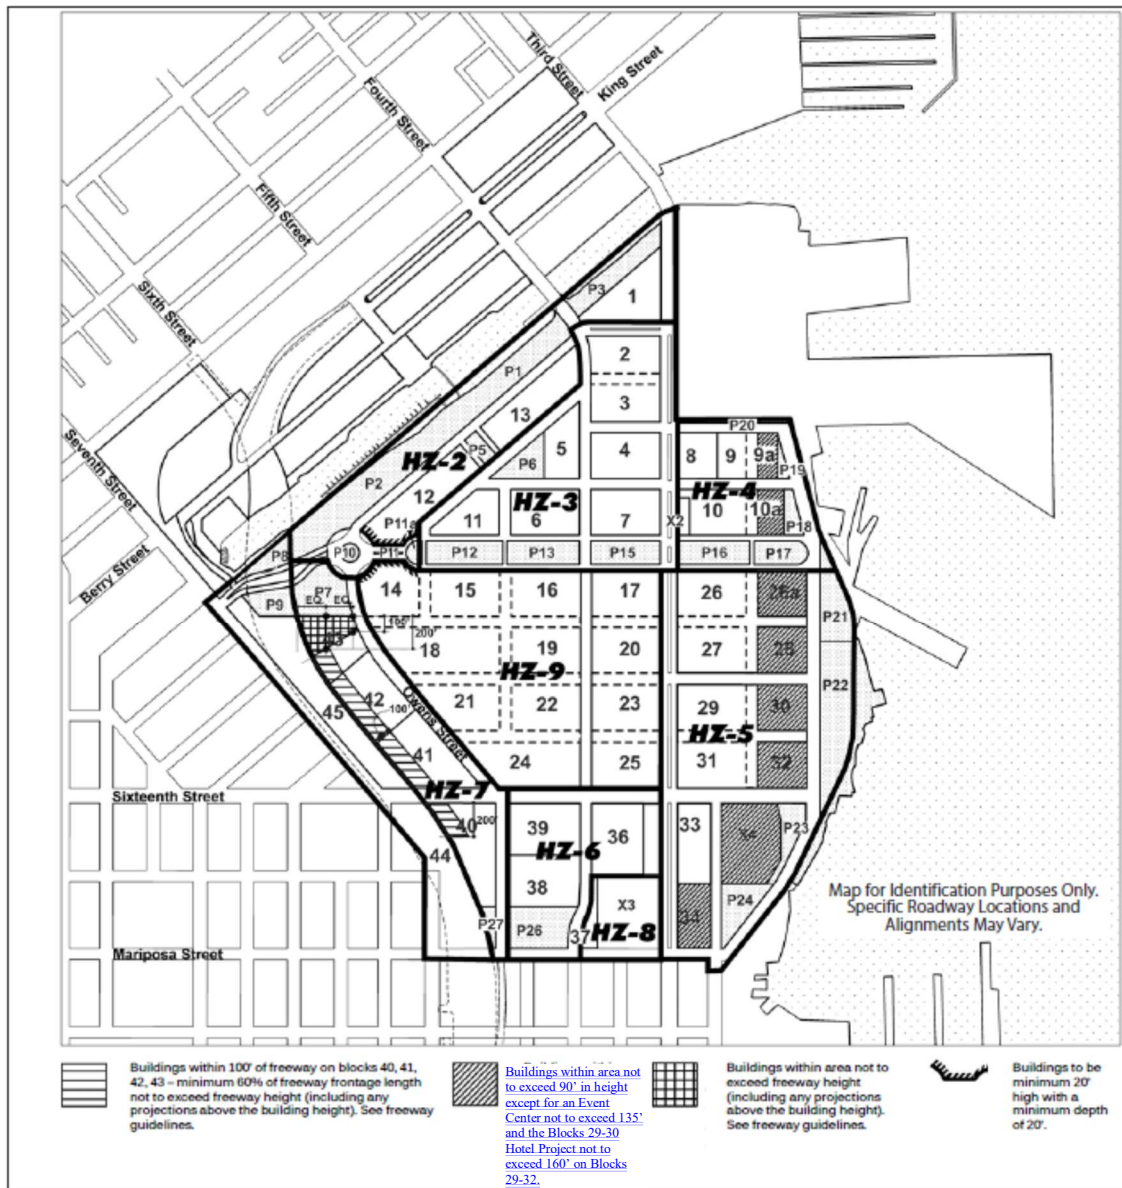 Third Street
King Street
Fourth Street
Fifth Street
Sixth Street
Seventh Street
Berry Street
P3
1
2
P1
3
13
P20
P5
5
4
8
9
9a
HZ-2
P6
P19
P2
HZ-3
HZ-4
12
11
6
7
X2
10
10a
P18
P11a
P8
P10
P11
P12
P13
P15
P16
P17
P7
14
15
16
17
26
26a
P9
EQ
EQ
P21
100'
200'
18
19
20
27
HZ-9
42
Owens Street
P22
45
100'
21
22
23
29
30
HZ-5
41
24
25
31
32
HZ-7
Sixteenth Street
40
200'
39
36
33
X4
P23
44
HZ-6
38
X3
34
P24
P27
P26
37
HZ-8
Mariposa Street
Map for Identification Purposes Only.
Specific Roadway Locations and
Alignments May Vary.
Buildings within 100' of freeway on blocks 40, 41,
42, 43 – minimum 60% of freeway frontage length
not to exceed freeway height (including any
projections above the building height). See freeway
guidelines.
Buildings within area not
to exceed 90’ in height
except for an Event
Center not to exceed 135’
and the Blocks 29-30
Hotel Project not to
exceed 160’ on Blocks
29-32.
Buildings within area not to
exceed freeway height
(including any projections
above the building height).
See freeway guidelines.
Buildings to be
minimum 20'
high with a
minimum depth
of 20'.